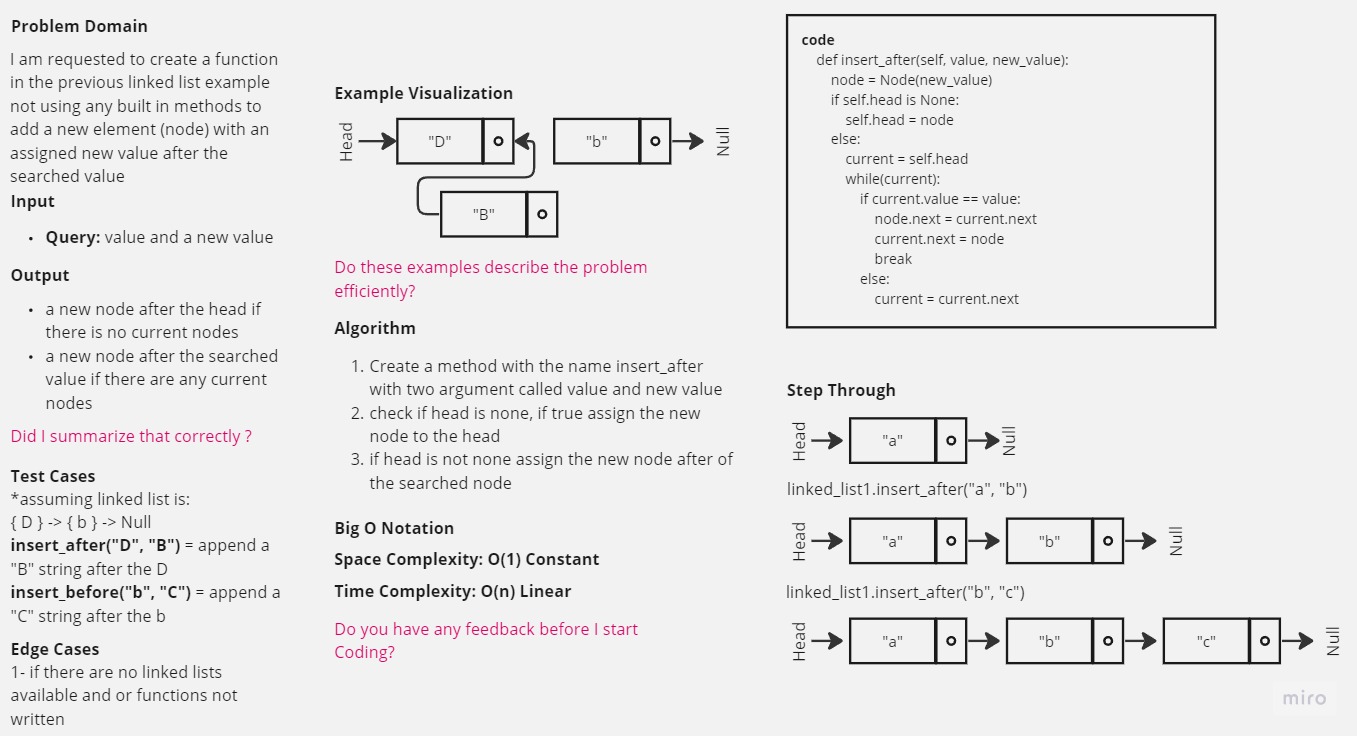 Problem Domain
I am requested to create a function
in the previous linked list example
not using any built in methods to
add a new element (node) with an
assigned new value after the
searched value
Input
• Query: value and a new value
Output
• a new node after the head if
there is no current nodes
• a new node after the searched
value if there are any current
nodes
Did I summarize that correctly ?
Test Cases
*assuming linked list is:
{ D } -> { b } -> Null
insert_after("D", "B") = append a
"B" string after the D
insert_before("b", "C") = append a
"C" string after the b
Edge Cases
1- if there are no linked lists
available and or functions not
written
Example Visualization
Head "D" "b" Null
"B"
Do these examples describe the problem
efficiently?
Algorithm
1. Create a method with the name insert_after
with two argument called value and new value
2. check if head is none, if true assign the new
node to the head
3. if head is not none assign the new node after of
the searched node
Big O Notation
Space Complexity: O(1) Constant
Time Complexity: O(n) Linear
Do you have any feedback before I start
Coding?
code
def insert_after(self, value, new_value):
node = Node(new_value)
if self.head is None:
self.head = node
else:
current = self.head
while(current):
if current.value == value:
node.next = current.next
current.next = node
break
else:
current = current.next
Step Through
Head "a" Null
linked_list1.insert_after("a", "b")
Head "a" "b" Null
linked_list1.insert_after("b", "c")
Head "a" "b" "c" Null
miro